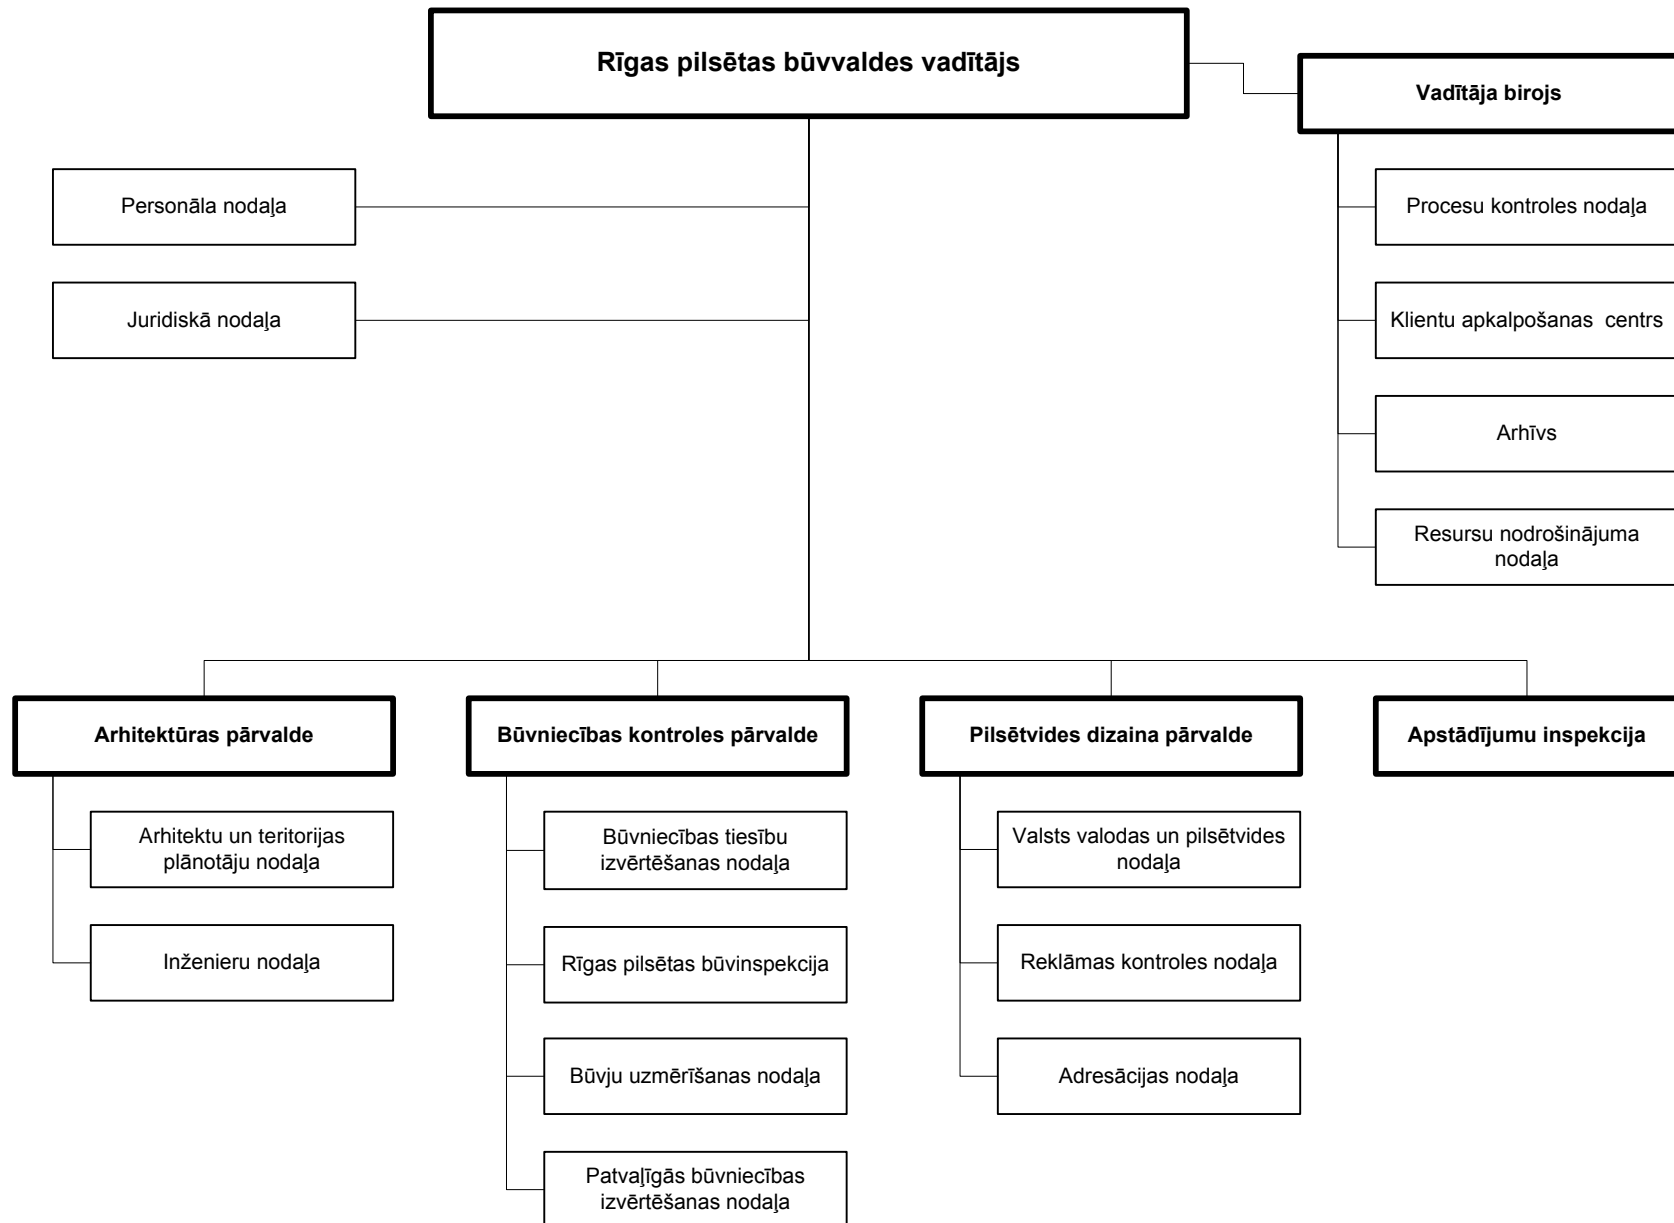 Rīgas pilsētas būvvaldes vadītājs
Vadītāja birojs
Personāla nodaļa
Procesu kontroles nodaļa
Juridiskā nodaļa
Klientu apkalpošanas  centrs
Arhīvs
Resursu nodrošinājuma
nodaļa
Arhitektūras pārvalde
Būvniecības kontroles pārvalde
Pilsētvides dizaina pārvalde
Apstādījumu inspekcija
Arhitektu un teritorijas
plānotāju nodaļa
Inženieru nodaļa
Būvniecības tiesību
izvērtēšanas nodaļa
Rīgas pilsētas būvinspekcija
Būvju uzmērīšanas nodaļa
Patvaļīgās būvniecības
izvērtēšanas nodaļa
Valsts valodas un pilsētvides
nodaļa
Reklāmas kontroles nodaļa
Adresācijas nodaļa